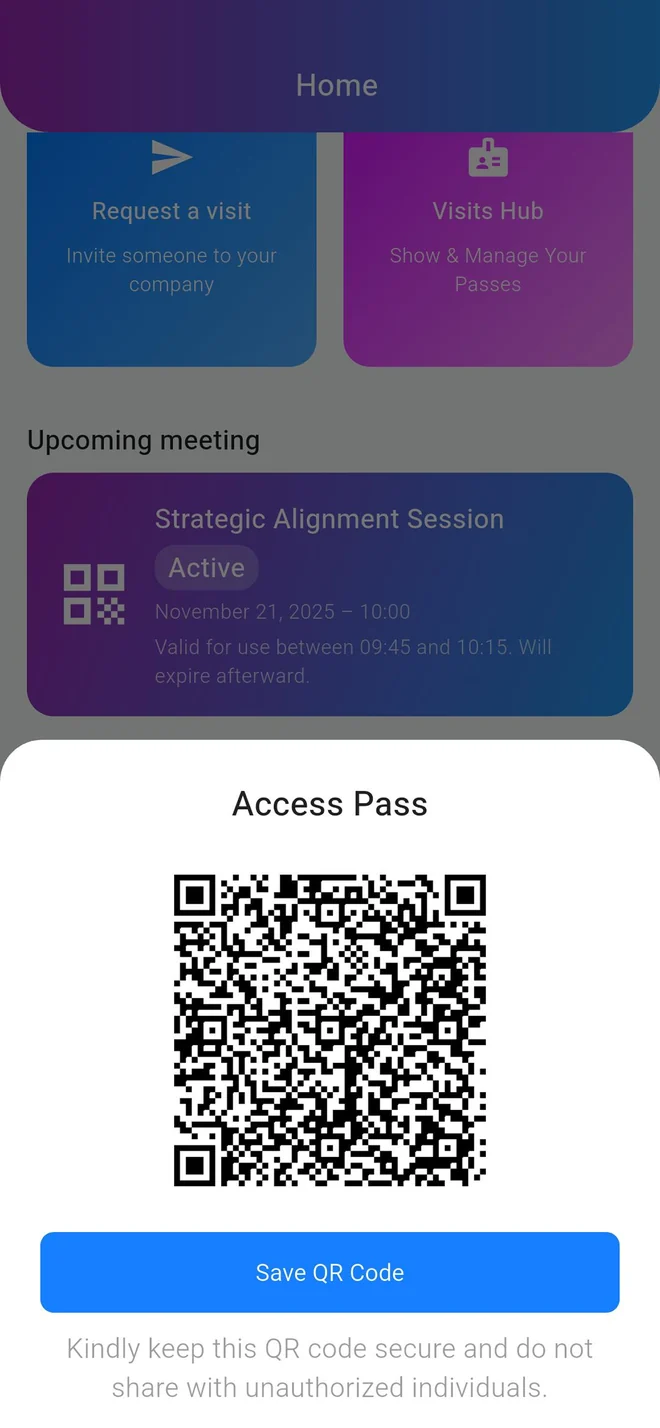 Home
Request a visit
Invite someone to your
company
Visits Hub
Show & Manage Your
Passes
Upcoming meeting
Strategic Alignment Session
Active
November 21, 2025 – 10:00
Valid for use between 09:45 and 10:15. Will
expire afterward.
Access Pass
Save QR Code
Kindly keep this QR code secure and do not
share with unauthorized individuals.